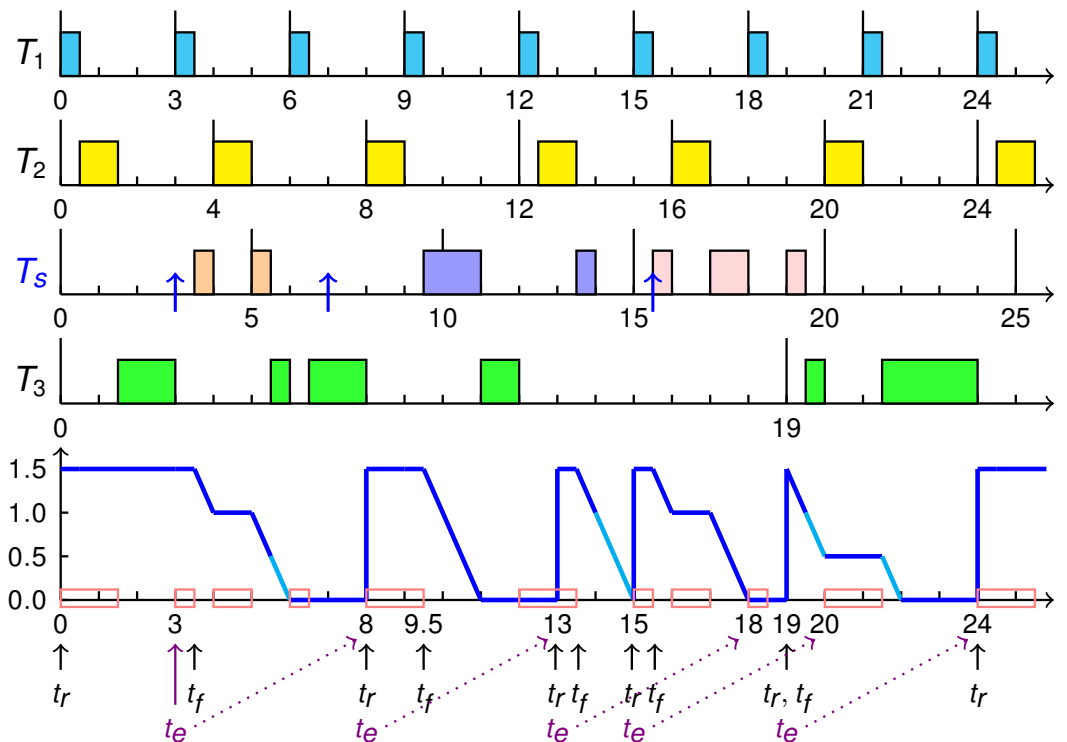 T1
0 3 6 9 12 15 18 21 24
T2
0 4 8 12 16 20 24
Ts
0 5 10 15 20 25
T3
0 19
1.5
1.0
0.5
0.0
0 3 8 9.5 13 15 18 19 20 24
tr tf tr tf tr tf tr tf tr, tf tr
te te te te te